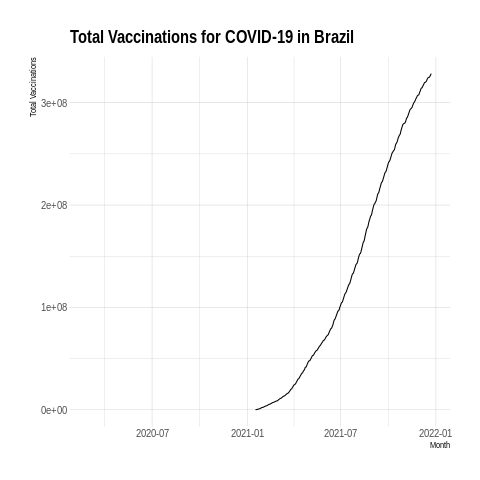 Total Vaccinations for COVID-19 in Brazil
Total Vaccinations
3e+08
2e+08
1e+08
0e+00
2020-07
2021-01
2021-07
2022-01
Month